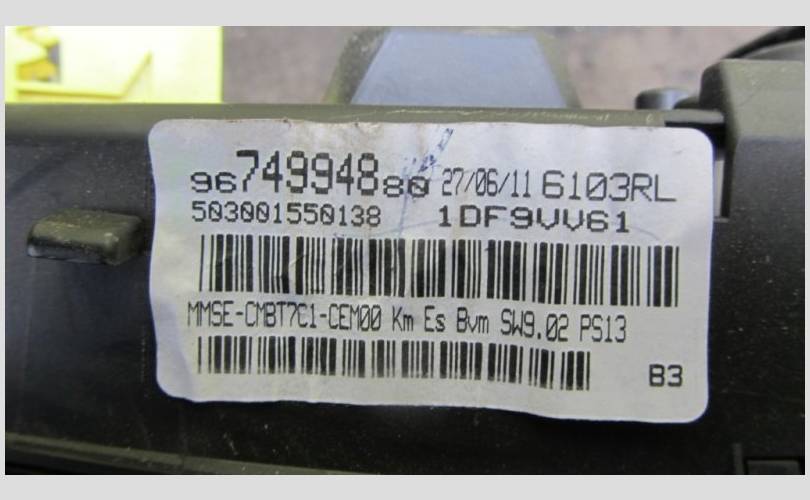 9674994880 27/06/11 6103RL
503001550138 1DF9VV61
MMSE-CMBT7C1-CEM00 Km Es Bvm SW9.02 PS13
B3